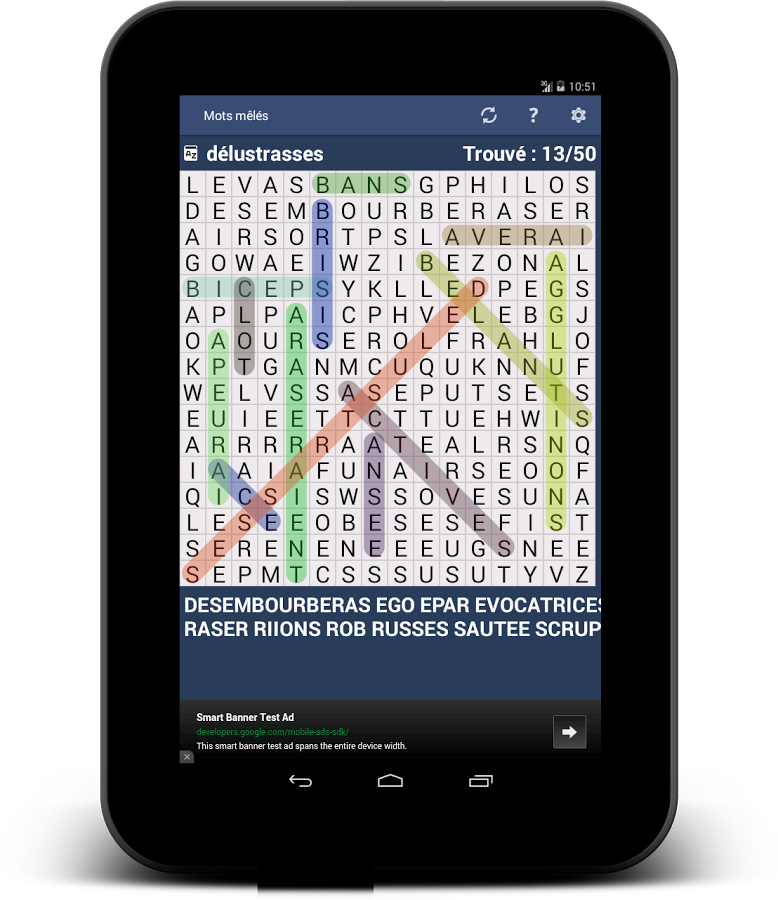 3G 10:51
Mots mêlés ?
AZ délustrasses Trouvé : 13/50
L E V A S B A N S G P H I L O S
D E S E M B O U R B E R A S E R
A I R S O R T P S L A V E R A I
G O W A E I W Z I B E Z O N A L
B I C E P S Y K L L E D P E G S
A P L P A I C P H V E L E B G J
O A O U R S E R O L F R A H L O
K P T G A N M C U Q U K N N U F
W E L V S S A S E P U T S E T S
E U I E E T T C T T U E H W I S
A R R R R R A A T E A L R S N Q
I A A I A F U N A I R S E O O F
Q I C S I S W S S O V E S U N A
L E S E E O B E S E S E F I S T
S E R E N E N E E E U G S N E E
S E P M T C S S S U S U T Y V Z
DESEMBOURBERAS EGO EPAR EVOCATRICES
RASER RIIONS ROB RUSSES SAUTEE SCRUP
Smart Banner Test Ad
developers.google.com/mobile-ads-sdk/
This smart banner test ad spans the entire device width.